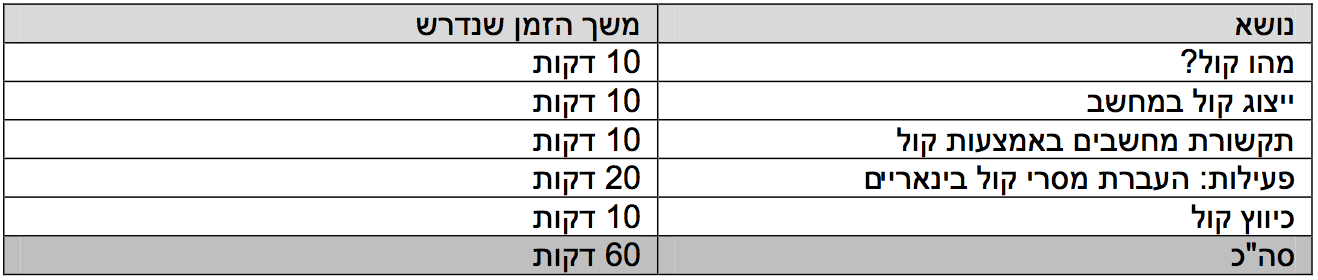 נושא משך הזמן שנדרש
מהו קול? 10 דקות
ייצוג קול במחשב 10 דקות
תקשורת מחשבים באמצעות קול 10 דקות
פעילות: העברת מסרי קול בינאריים 20 דקות
כיווץ קול 10 דקות
סה"כ 60 דקות